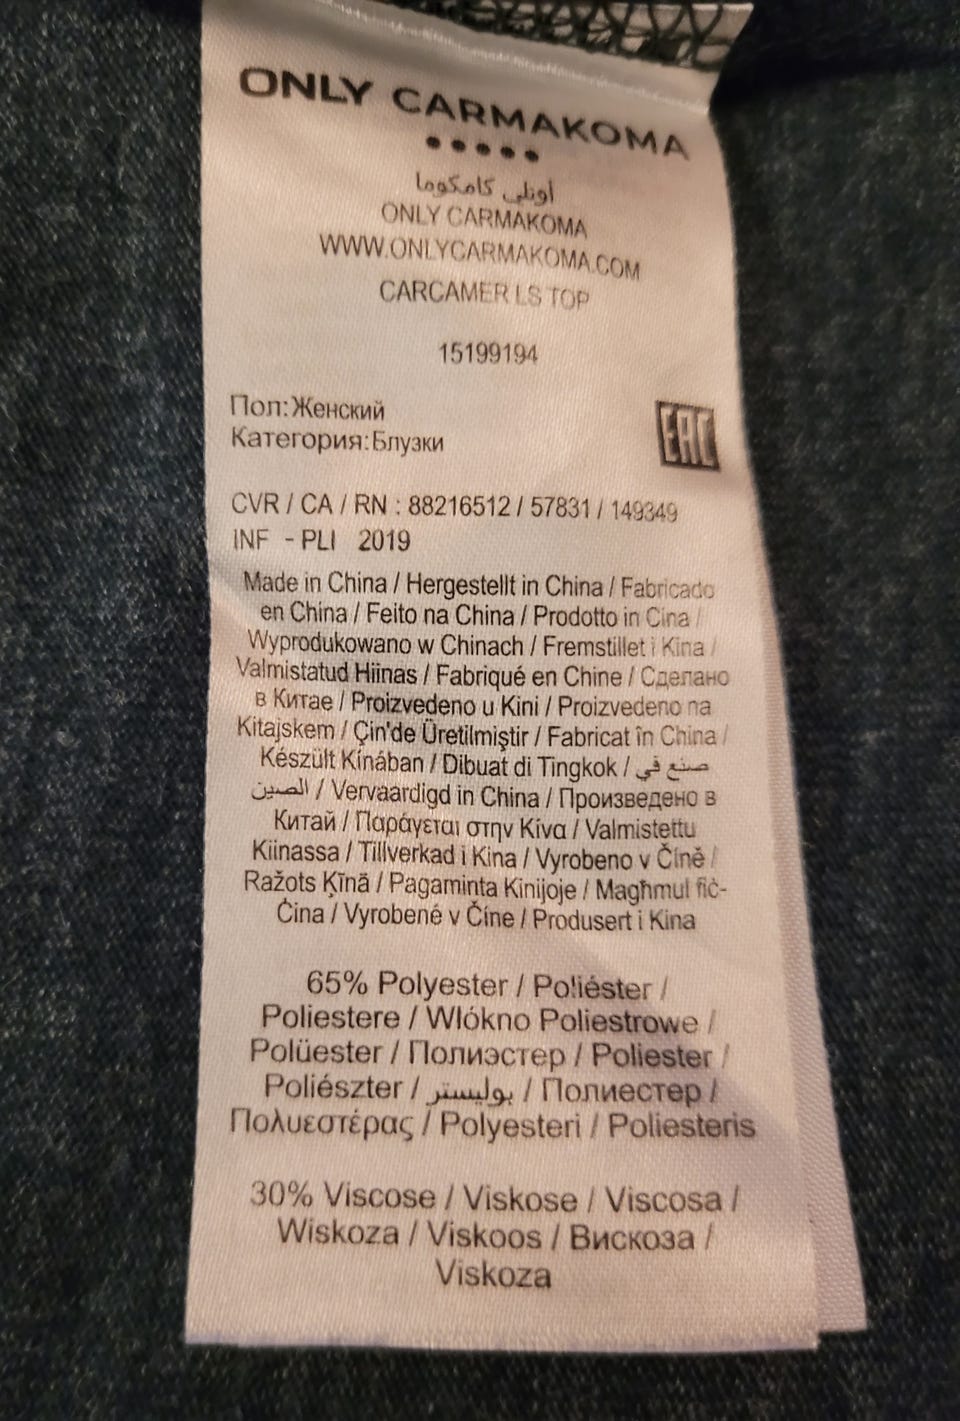 ONLY CARMAKOMA
•••••
أونلي كامكوما
ONLY CARMAKOMA
WWW.ONLYCARMAKOMA.COM
CARCAMER LS TOP
15199194
Пол:Женский
Категория:Блузки
EAC
CVR / CA / RN : 88216512 / 57831 / 149349
INF - PLI 2019
Made in China / Hergestellt in China / Fabricado
en China / Feito na China / Prodotto in Cina /
Wyprodukowano w Chinach / Fremstillet i Kina /
Valmistatud Hiinas / Fabriqué en Chine / Сделано
в Китае / Proizvedeno u Kini / Proizvedeno na
Kitajskem / Çin'de Üretilmiştir / Fabricat în China /
Készült Kínában / Dibuat di Tingkok / صنع في
الصين / Vervaardigd in China / Произведено в
Китай / Παράγεται στην Κίνα / Valmistettu
Kiinassa / Tillverkad i Kina / Vyrobeno v Číně /
Ražots Ķīnā / Pagaminta Kinijoje / Magħmul fiċ-
Ċina / Vyrobené v Číne / Produsert i Kina
65% Polyester / Poliéster /
Poliestere / Wlókno Poliestrowe /
Polüester / Полиэстер / Poliester /
Poliészter / بوليستر / Полиестер /
Πολυεστέρας / Polyesteri / Poliesteris
30% Viscose / Viskose / Viscosa /
Wiskoza / Viskoos / Вискоза /
Viskoza